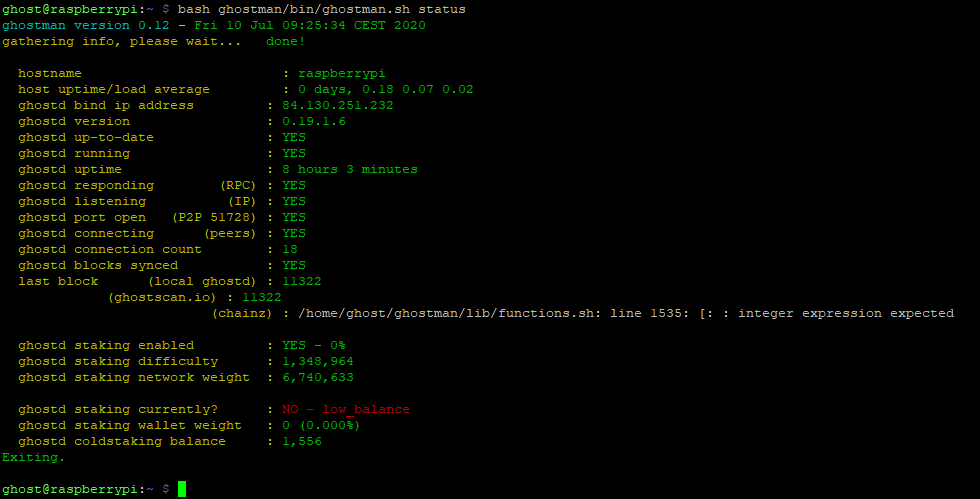 ghost@raspberrypi:~ $ bash ghostman/bin/ghostman.sh status
ghostman version 0.12 - Fri 10 Jul 09:25:34 CEST 2020
gathering info, please wait... done!
hostname : raspberrypi
host uptime/load average : 0 days, 0.18 0.07 0.02
ghostd bind ip address : 84.130.251.232
ghostd version : 0.19.1.6
ghostd up-to-date : YES
ghostd running : YES
ghostd uptime : 8 hours 3 minutes
ghostd responding (RPC) : YES
ghostd listening (IP) : YES
ghostd port open (P2P 51728) : YES
ghostd connecting (peers) : YES
ghostd connection count : 18
ghostd blocks synced : YES
last block (local ghostd) : 11322
(ghostscan.io) : 11322
(chainz) : /home/ghost/ghostman/lib/functions.sh: line 1535: [: : integer expression expected
ghostd staking enabled : YES - 0%
ghostd staking difficulty : 1,348,964
ghostd staking network weight : 6,740,633
ghostd staking currently? : NO - low_balance
ghostd staking wallet weight : 0 (0.000%)
ghostd coldstaking balance : 1,556
Exiting.
ghost@raspberrypi:~ $